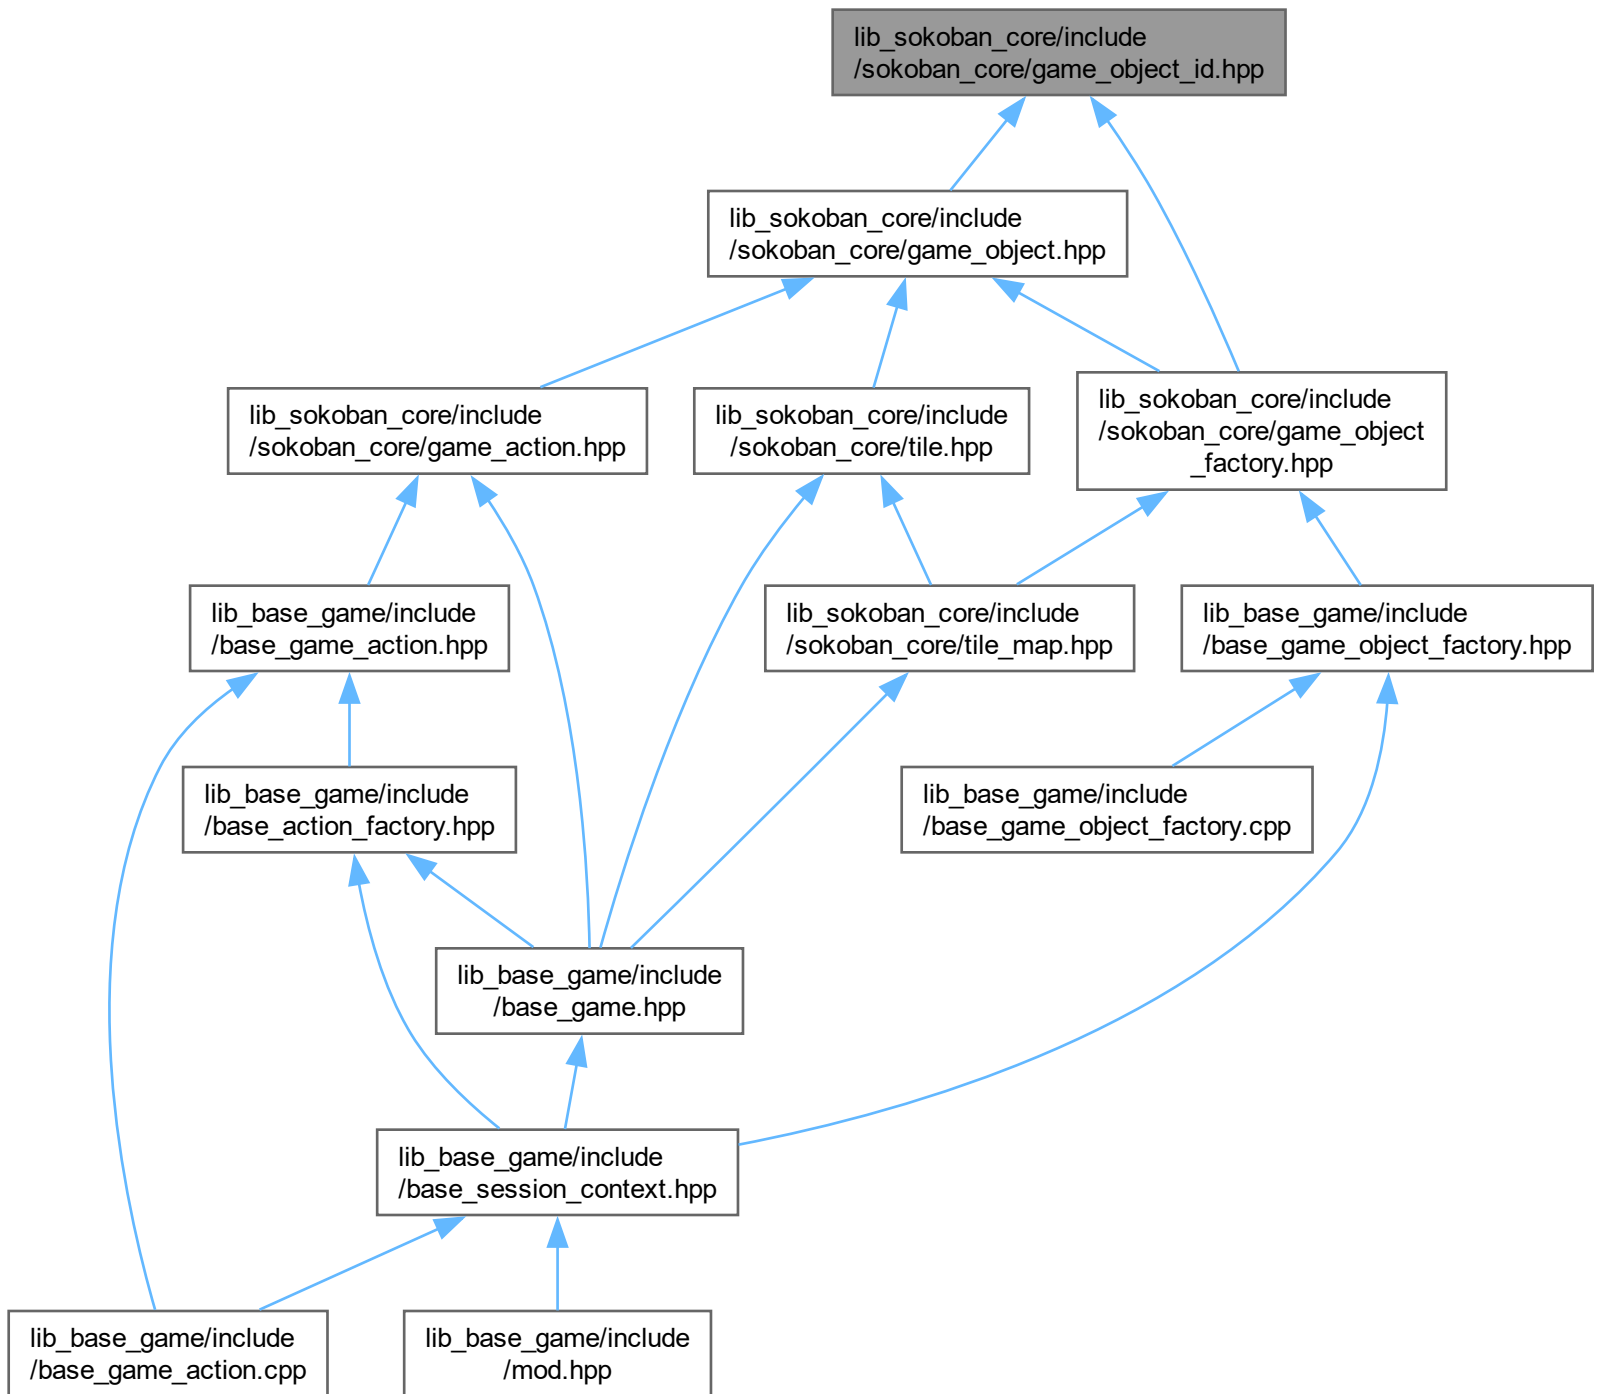 lib_sokoban_core/include
/sokoban_core/game_object_id.hpp
lib_sokoban_core/include
/sokoban_core/game_object.hpp
lib_sokoban_core/include
/sokoban_core/game_action.hpp
lib_sokoban_core/include
/sokoban_core/tile.hpp
lib_sokoban_core/include
/sokoban_core/game_object
_factory.hpp
lib_base_game/include
/base_game_action.hpp
lib_sokoban_core/include
/sokoban_core/tile_map.hpp
lib_base_game/include
/base_game_object_factory.hpp
lib_base_game/include
/base_action_factory.hpp
lib_base_game/include
/base_game_object_factory.cpp
lib_base_game/include
/base_game.hpp
lib_base_game/include
/base_session_context.hpp
lib_base_game/include
/base_game_action.cpp
lib_base_game/include
/mod.hpp